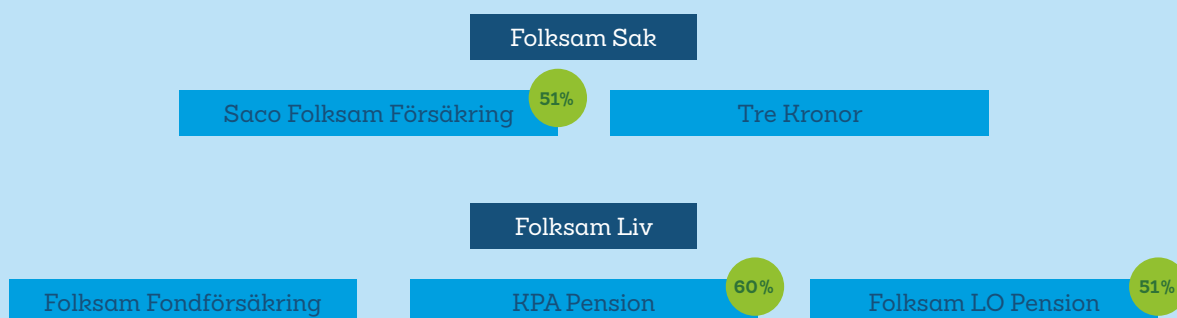 Folksam Sak
Saco Folksam Försäkring
51%
Tre Kronor
Folksam Liv
Folksam Fondförsäkring
KPA Pension
60%
Folksam LO Pension
51%